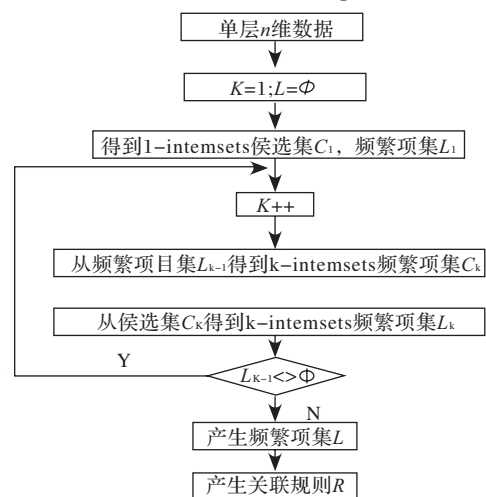 单层n维数据
K=1;L=Φ
得到1-intemsets侯选集C₁，频繁项集L₁
K++
从频繁项目集Lₖ₋₁得到k-intemsets频繁项集Cₖ
从侯选集Cᴋ得到k-intemsets频繁项集Lₖ
Y
Lᴋ₋₁<>Φ
N
产生频繁项集L
产生关联规则R